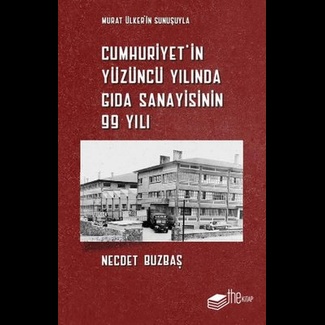 MURAT ÜLKER'İN SUNUŞUYLA
CUMHURİYET'İN
YÜZÜNCÜ YILINDA
GIDA SANAYİSİNİN
99 YILI
NECDET BUZBAŞ
the KİTAP